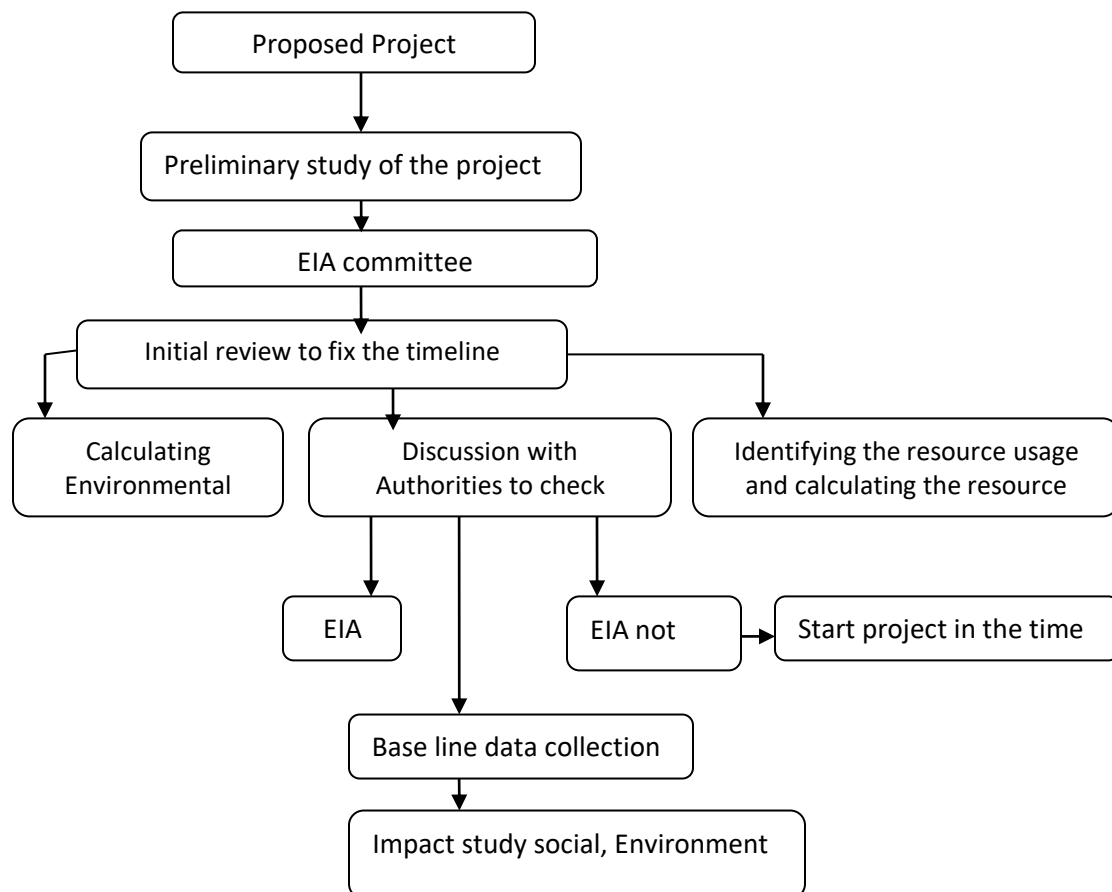 Proposed Project
Preliminary study of the project
EIA committee
Initial review to fix the timeline
Calculating
Environmental
Discussion with
Authorities to check
Identifying the resource usage
and calculating the resource
EIA
EIA not
Start project in the time
Base line data collection
Impact study social, Environment